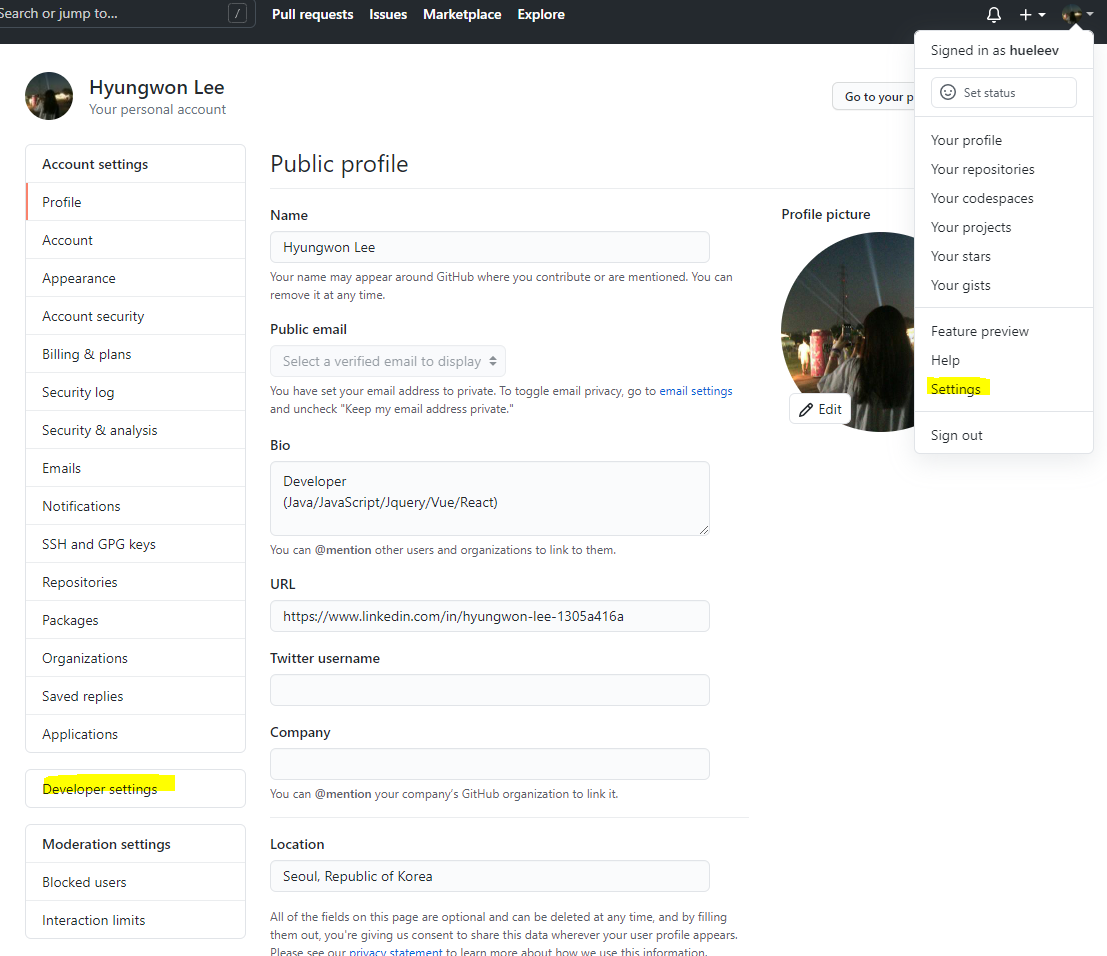 Search or jump to... /
Pull requests Issues Marketplace Explore
Signed in as hueleev
Set status
Your profile
Your repositories
Your codespaces
Your projects
Your stars
Your gists
Feature preview
Help
Settings
Sign out
Hyungwon Lee
Your personal account
Go to your p
Account settings
Profile
Account
Appearance
Account security
Billing & plans
Security log
Security & analysis
Emails
Notifications
SSH and GPG keys
Repositories
Packages
Organizations
Saved replies
Applications
Developer settings
Moderation settings
Blocked users
Interaction limits
Public profile
Name
Hyungwon Lee
Your name may appear around GitHub where you contribute or are mentioned. You can
remove it at any time.
Public email
Select a verified email to display
You have set your email address to private. To toggle email privacy, go to email settings
and uncheck "Keep my email address private."
Bio
Developer
(Java/JavaScript/Jquery/Vue/React)
You can @mention other users and organizations to link to them.
URL
https://www.linkedin.com/in/hyungwon-lee-1305a416a
Twitter username
Company
You can @mention your company's GitHub organization to link it.
Location
Seoul, Republic of Korea
All of the fields on this page are optional and can be deleted at any time, and by filling
them out, you're giving us consent to share this data wherever your user profile appears.
Please see our privacy statement to learn more about how we use this information.
Profile picture
Edit